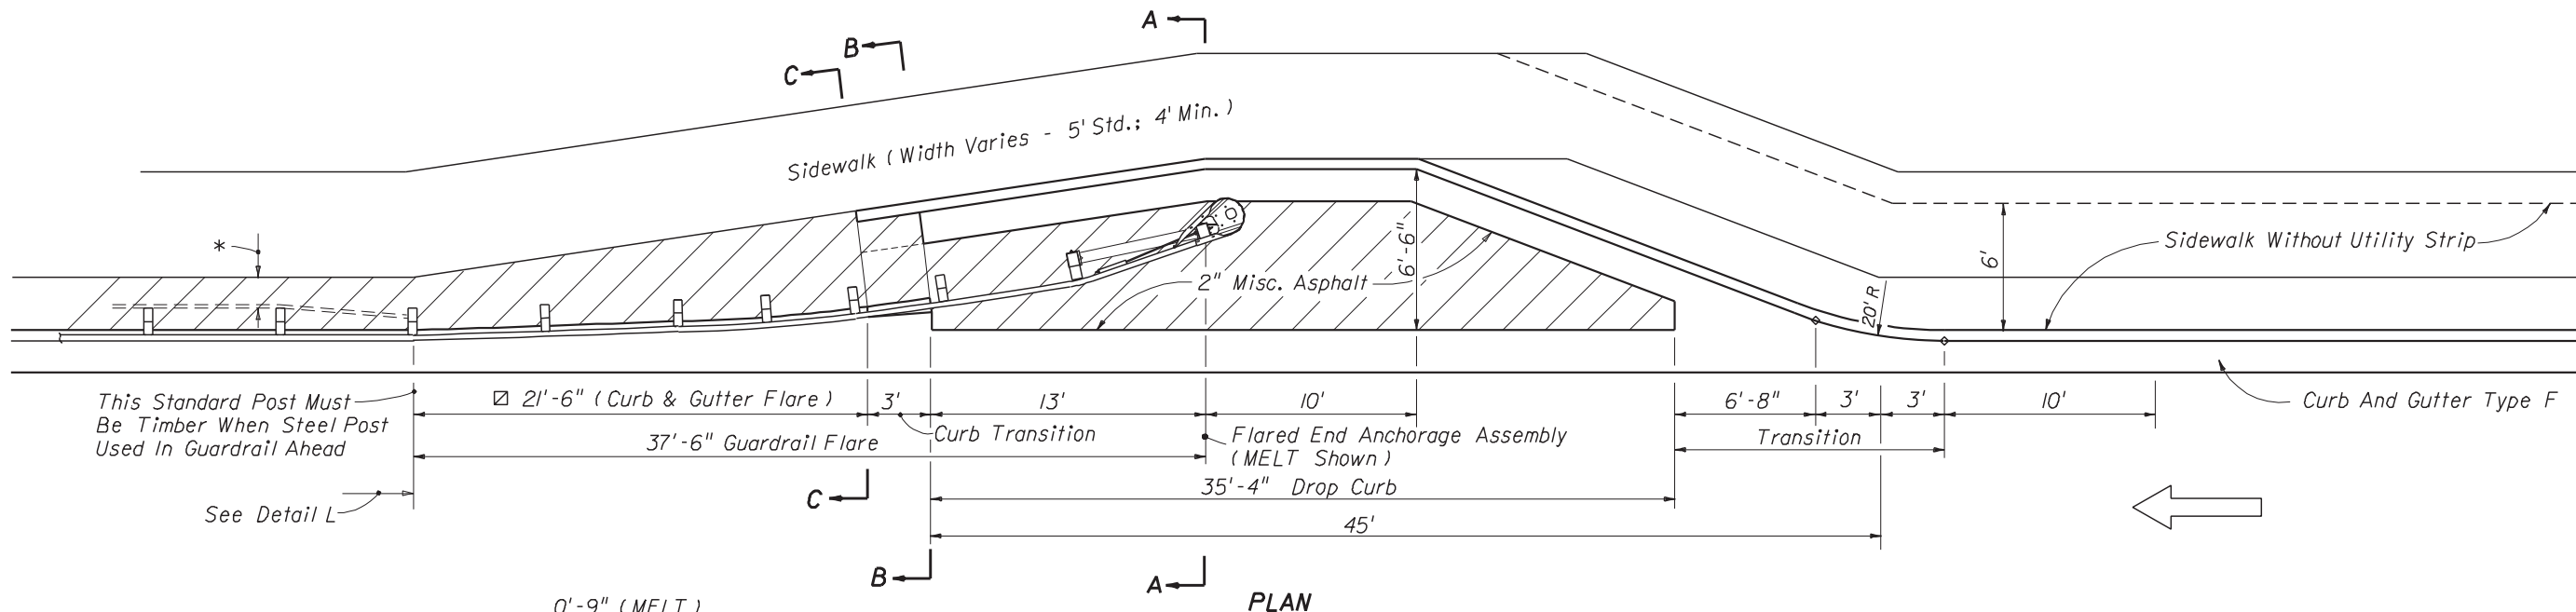 A
B
C
Sidewalk ( Width Varies - 5' Std.; 4' Min. )
*
Sidewalk Without Utility Strip
6'
6'-6"
2" Misc. Asphalt
20' R
This Standard Post Must
Be Timber When Steel Post
Used In Guardrail Ahead
21'-6" ( Curb & Gutter Flare )
3'
13'
10'
6'-8"
3'
3'
10'
Curb And Gutter Type F
Curb Transition
37'-6" Guardrail Flare
Flared End Anchorage Assembly
( MELT Shown )
Transition
C
35'-4" Drop Curb
See Detail L
45'
B
A
PLAN
0'-9" ( MELT )